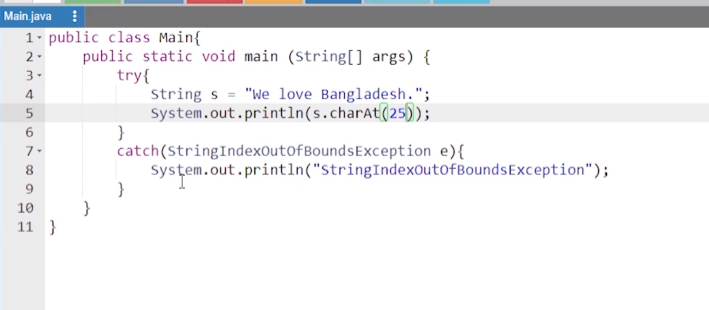 Main.java
1 public class Main{
2 public static void main (String[] args) {
3 try{
4 String s = "We love Bangladesh.";
5 System.out.println(s.charAt(25));
6 }
7 catch(StringIndexOutOfBoundsException e){
8 System.out.println("StringIndexOutOfBoundsException");
9 }
10 }
11 }